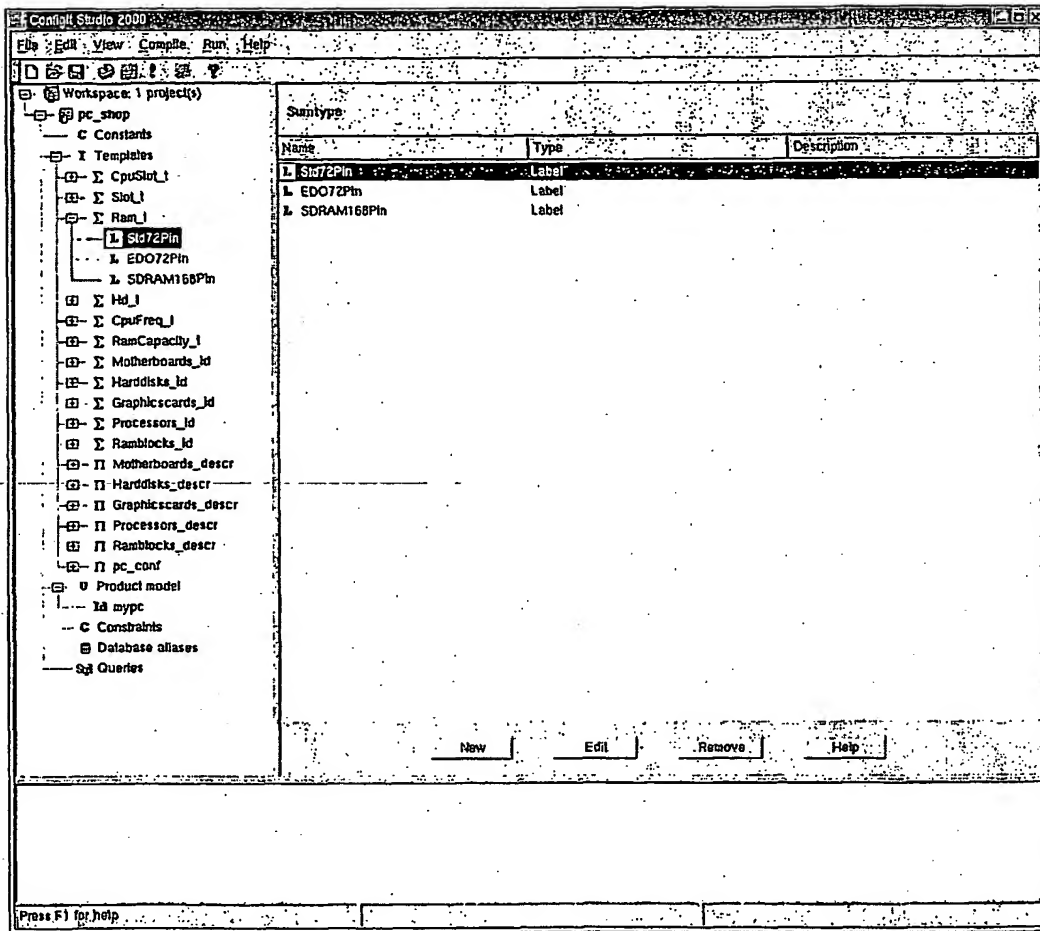 Configit Studio 2000
File Edit View Compile Run Help
Workspace: 1 project(s)
pc_shop
C Constants
Σ Templates
Σ CpuSlot_t
Σ Slot_t
Σ Ram_t
L Std72Pin
L EDO72Pin
L SDRAM168Pin
Σ Hd_t
Σ CpuFreq_t
Σ RamCapacity_t
Σ Motherboards_id
Σ Harddisks_id
Σ Graphicscards_id
Σ Processors_id
Σ Ramblocks_id
Π Motherboards_descr
Π Harddisks_descr
Π Graphicscards_descr
Π Processors_descr
Π Ramblocks_descr
Π pc_conf
Product model
Id mypc
C Constraints
Database aliases
Sql Queries
Sumtype
Name Type Description
L Std72Pin Label
L EDO72Pin Label
L SDRAM168Pin Label
New Edit Remove Help
Press F1 for help